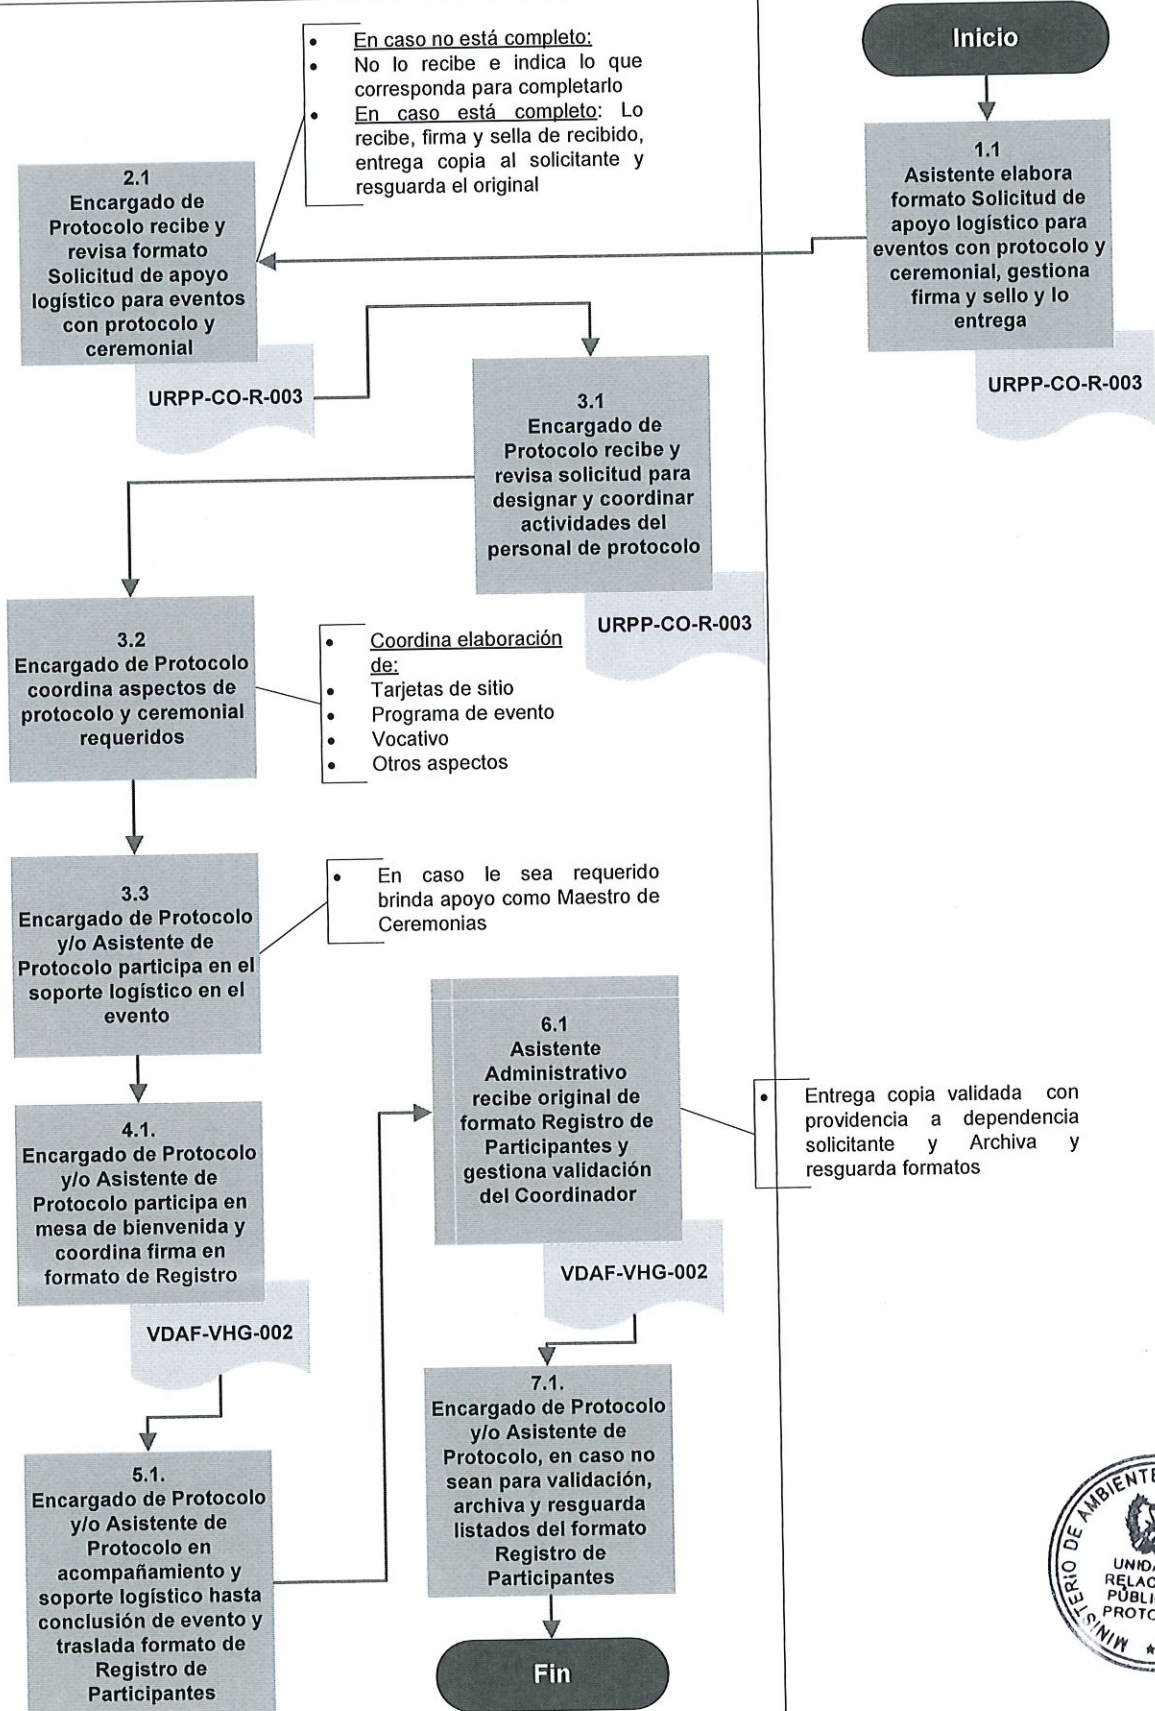 Inicio
1.1
Asistente elabora
formato Solicitud de
apoyo logístico para
eventos con protocolo y
ceremonial, gestiona
firma y sello y lo
entrega
URPP-CO-R-003
• En caso no está completo:
• No lo recibe e indica lo que
corresponda para completarlo
• En caso está completo: Lo
recibe, firma y sella de recibido,
entrega copia al solicitante y
resguarda el original
2.1
Encargado de
Protocolo recibe y
revisa formato
Solicitud de apoyo
logístico para eventos
con protocolo y
ceremonial
URPP-CO-R-003
3.1
Encargado de
Protocolo recibe y
revisa solicitud para
designar y coordinar
actividades del
personal de protocolo
URPP-CO-R-003
3.2
Encargado de Protocolo
coordina aspectos de
protocolo y ceremonial
requeridos
• Coordina elaboración
de:
• Tarjetas de sitio
• Programa de evento
• Vocativo
• Otros aspectos
3.3
Encargado de Protocolo
y/o Asistente de
Protocolo participa en el
soporte logístico en el
evento
• En caso le sea requerido
brinda apoyo como Maestro de
Ceremonias
4.1.
Encargado de Protocolo
y/o Asistente de
Protocolo participa en
mesa de bienvenida y
coordina firma en
formato de Registro
VDAF-VHG-002
5.1.
Encargado de Protocolo
y/o Asistente de
Protocolo en
acompañamiento y
soporte logístico hasta
conclusión de evento y
traslada formato de
Registro de
Participantes
6.1
Asistente
Administrativo
recibe original de
formato Registro de
Participantes y
gestiona validación
del Coordinador
VDAF-VHG-002
• Entrega copia validada con
providencia a dependencia
solicitante y Archiva y
resguarda formatos
7.1.
Encargado de Protocolo
y/o Asistente de
Protocolo, en caso no
sean para validación,
archiva y resguarda
listados del formato
Registro de
Participantes
Fin
MINISTERIO DE AMBIENTE